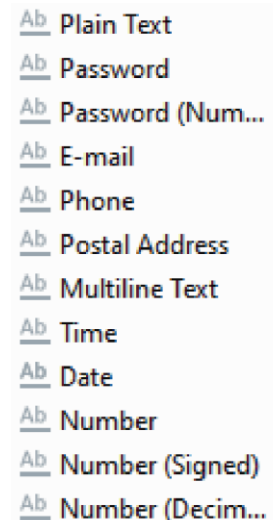 Ab Plain Text
Ab Password
Ab Password (Num...
Ab E-mail
Ab Phone
Ab Postal Address
Ab Multiline Text
Ab Time
Ab Date
Ab Number
Ab Number (Signed)
Ab Number (Decim...